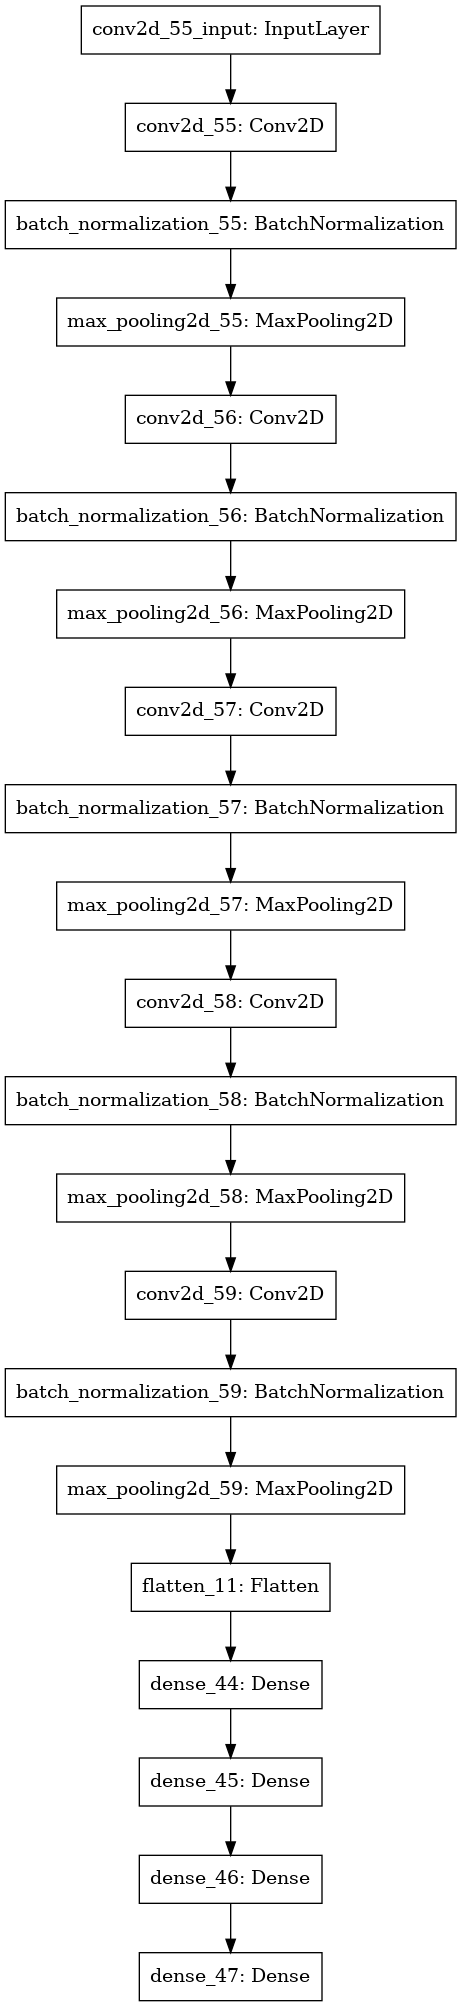 conv2d_55_input: InputLayer
conv2d_55: Conv2D
batch_normalization_55: BatchNormalization
max_pooling2d_55: MaxPooling2D
conv2d_56: Conv2D
batch_normalization_56: BatchNormalization
max_pooling2d_56: MaxPooling2D
conv2d_57: Conv2D
batch_normalization_57: BatchNormalization
max_pooling2d_57: MaxPooling2D
conv2d_58: Conv2D
batch_normalization_58: BatchNormalization
max_pooling2d_58: MaxPooling2D
conv2d_59: Conv2D
batch_normalization_59: BatchNormalization
max_pooling2d_59: MaxPooling2D
flatten_11: Flatten
dense_44: Dense
dense_45: Dense
dense_46: Dense
dense_47: Dense